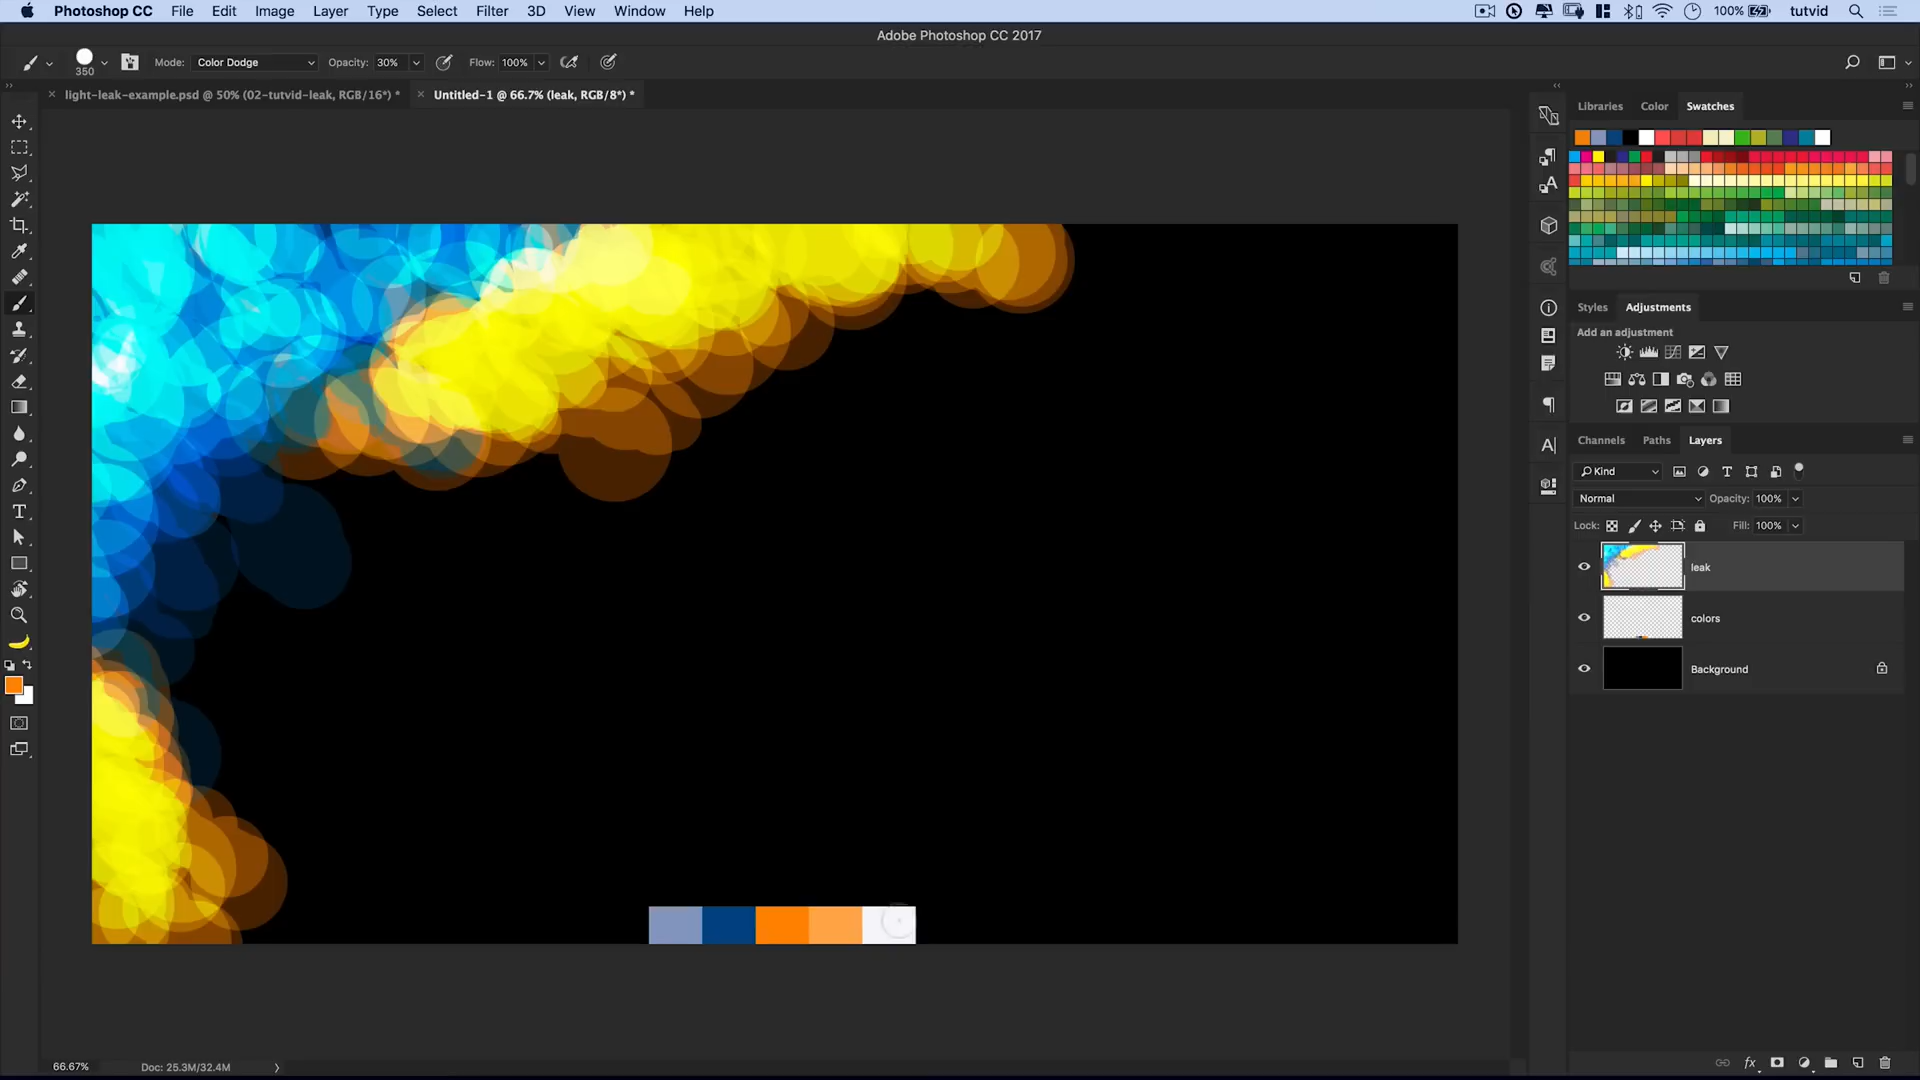 Photoshop CC File Edit Image Layer Type Select Filter 3D View Window Help 100% tutvid
Adobe Photoshop CC 2017
350 Mode: Color Dodge Opacity: 30% Flow: 100%
light-leak-example.psd @ 50% (02-tutvid-leak, RGB/16*) * Untitled-1 @ 66.7% (leak, RGB/8*) *
Libraries Color Swatches
Styles Adjustments
Add an adjustment
Channels Paths Layers
Kind
Normal Opacity: 100%
Lock: Fill: 100%
leak
colors
Background
66.67% Doc: 25.3M/32.4M